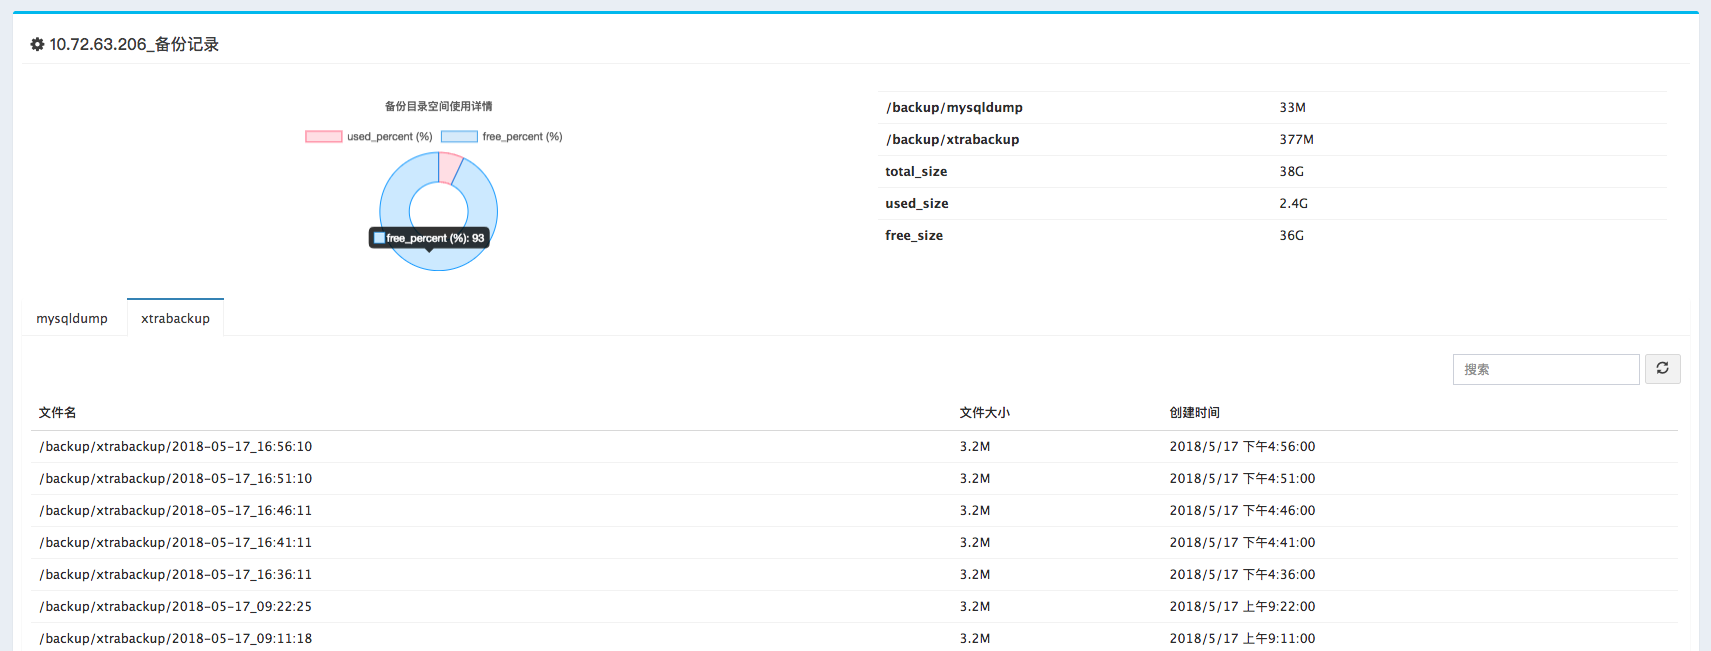 10.72.63.206_备份记录
备份目录空间使用详情
used_percent (%) free_percent (%)
free_percent (%): 93
/backup/mysqldump 33M
/backup/xtrabackup 377M
total_size 38G
used_size 2.4G
free_size 36G
mysqldump xtrabackup
搜索
文件名 文件大小 创建时间
/backup/xtrabackup/2018-05-17_16:56:10 3.2M 2018/5/17 下午4:56:00
/backup/xtrabackup/2018-05-17_16:51:10 3.2M 2018/5/17 下午4:51:00
/backup/xtrabackup/2018-05-17_16:46:11 3.2M 2018/5/17 下午4:46:00
/backup/xtrabackup/2018-05-17_16:41:11 3.2M 2018/5/17 下午4:41:00
/backup/xtrabackup/2018-05-17_16:36:11 3.2M 2018/5/17 下午4:36:00
/backup/xtrabackup/2018-05-17_09:22:25 3.2M 2018/5/17 上午9:22:00
/backup/xtrabackup/2018-05-17_09:11:18 3.2M 2018/5/17 上午9:11:00